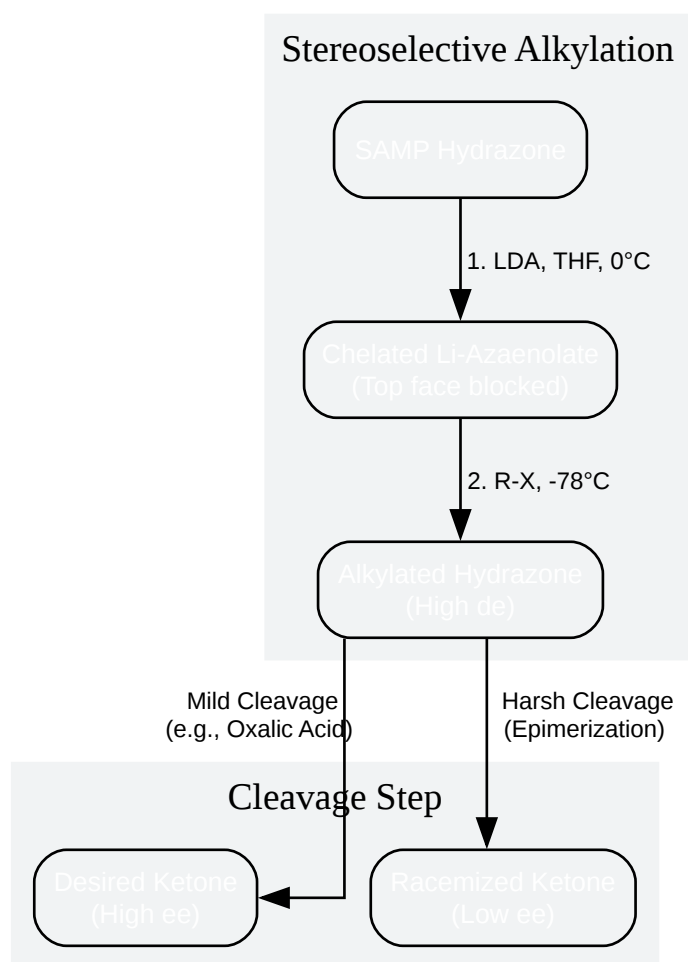 Stereoselective Alkylation
SAMP Hydrazone
1. LDA, THF, 0°C
Chelated Li-Azaenolate
(Top face blocked)
2. R-X, -78°C
Alkylated Hydrazone
(High de)
Mild Cleavage
(e.g., Oxalic Acid)
Harsh Cleavage
(Epimerization)
Cleavage Step
Desired Ketone
(High ee)
Racemized Ketone
(Low ee)